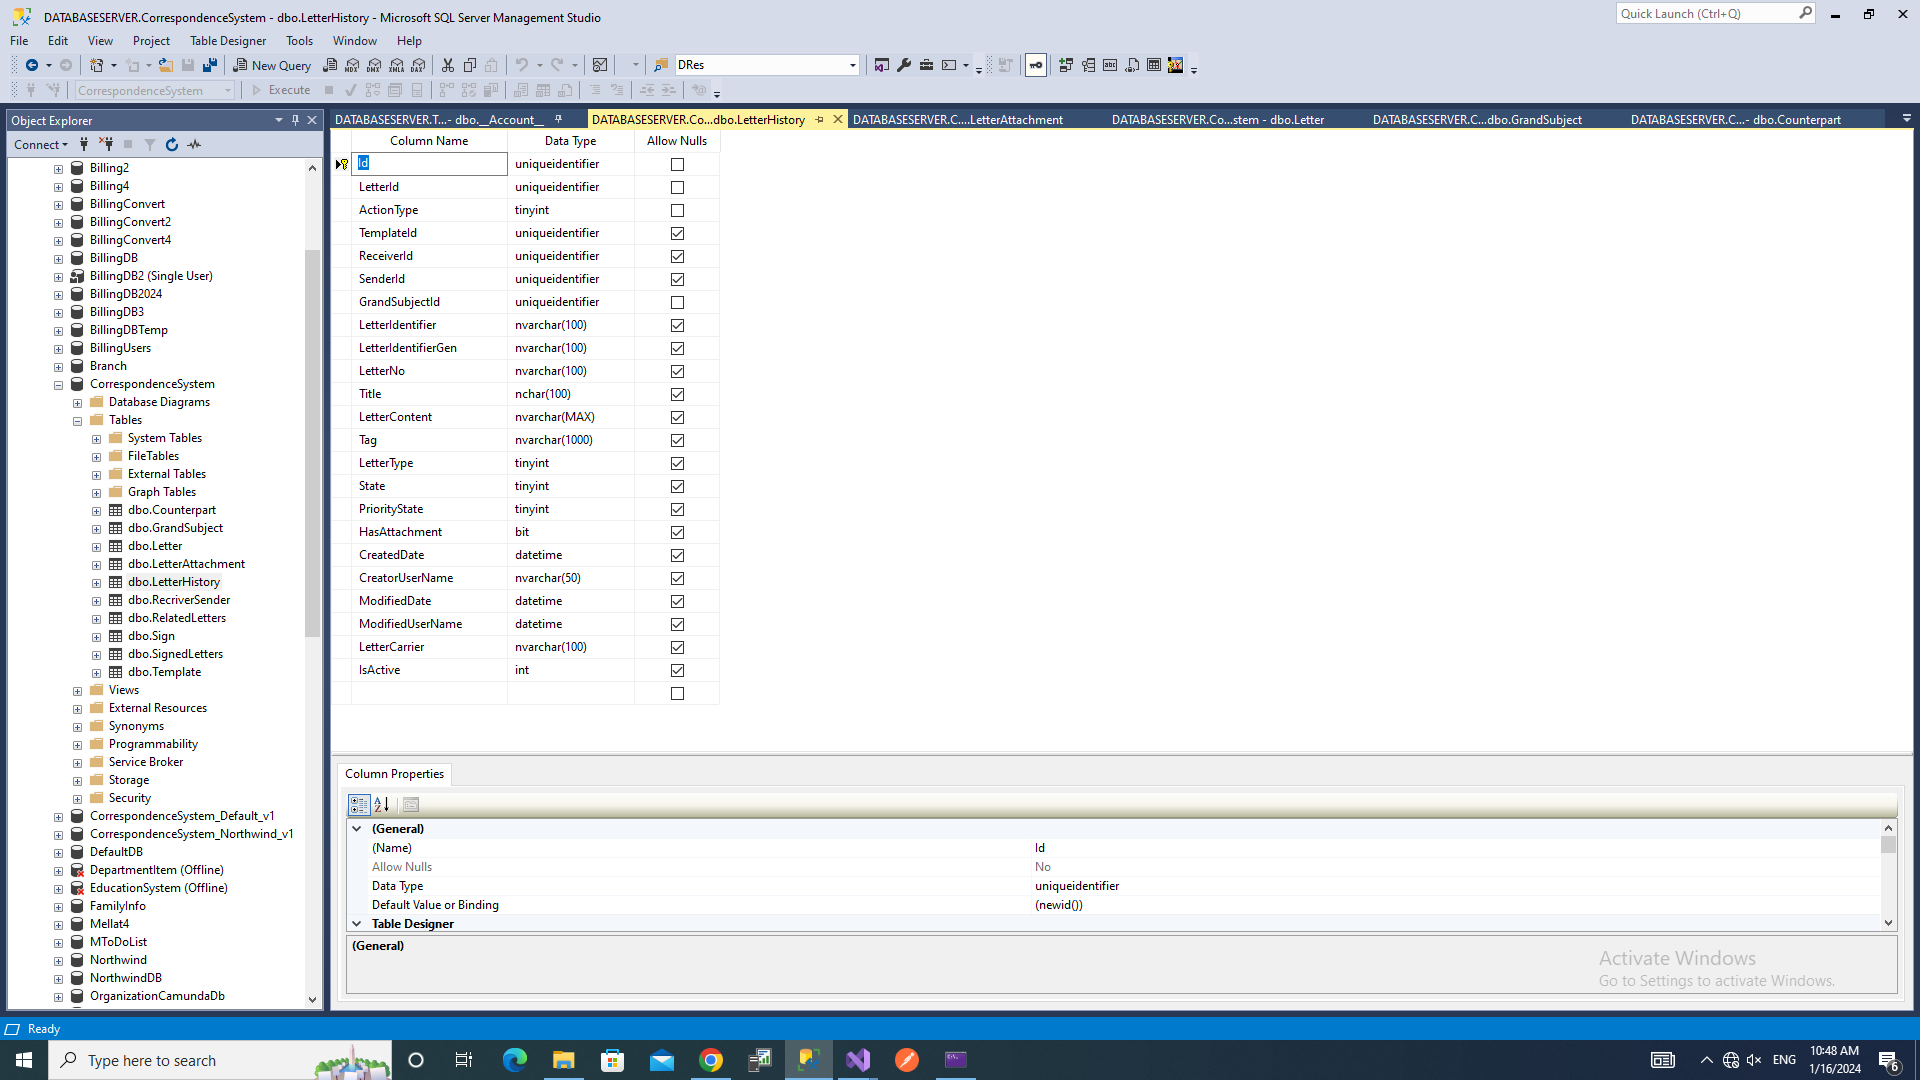 DATABASESERVER.CorrespondenceSystem - dbo.LetterHistory - Microsoft SQL Server Management Studio
Quick Launch (Ctrl+Q)
File Edit View Project Table Designer Tools Window Help
New Query MDX DMX XMLA DAX DRes
CorrespondenceSystem Execute
Object Explorer
Connect
Billing2
Billing4
BillingConvert
BillingConvert2
BillingConvert4
BillingDB
BillingDB2 (Single User)
BillingDB2024
BillingDB3
BillingDBTemp
BillingUsers
Branch
CorrespondenceSystem
Database Diagrams
Tables
System Tables
FileTables
External Tables
Graph Tables
dbo.Counterpart
dbo.GrandSubject
dbo.Letter
dbo.LetterAttachment
dbo.LetterHistory
dbo.RecriverSender
dbo.RelatedLetters
dbo.Sign
dbo.SignedLetters
dbo.Template
Views
External Resources
Synonyms
Programmability
Service Broker
Storage
Security
CorrespondenceSystem_Default_v1
CorrespondenceSystem_Northwind_v1
DefaultDB
DepartmentItem (Offline)
EducationSystem (Offline)
FamilyInfo
Mellat4
MToDoList
Northwind
NorthwindDB
OrganizationCamundaDb
DATABASESERVER.T...- dbo.__Account__ DATABASESERVER.Co...dbo.LetterHistory DATABASESERVER.C....LetterAttachment DATABASESERVER.Co...stem - dbo.Letter DATABASESERVER.C...dbo.GrandSubject DATABASESERVER.C...- dbo.Counterpart
Column Name Data Type Allow Nulls
Id uniqueidentifier
LetterId uniqueidentifier
ActionType tinyint
TemplateId uniqueidentifier
ReceiverId uniqueidentifier
SenderId uniqueidentifier
GrandSubjectId uniqueidentifier
LetterIdentifier nvarchar(100)
LetterIdentifierGen nvarchar(100)
LetterNo nvarchar(100)
Title nchar(100)
LetterContent nvarchar(MAX)
Tag nvarchar(1000)
LetterType tinyint
State tinyint
PriorityState tinyint
HasAttachment bit
CreatedDate datetime
CreatorUserName nvarchar(50)
ModifiedDate datetime
ModifiedUserName datetime
LetterCarrier nvarchar(100)
IsActive int
Column Properties
(General)
(Name) Id
Allow Nulls No
Data Type uniqueidentifier
Default Value or Binding (newid())
Table Designer
(General)
Activate Windows
Go to Settings to activate Windows.
Ready
Type here to search
ENG
10:48 AM
1/16/2024
6